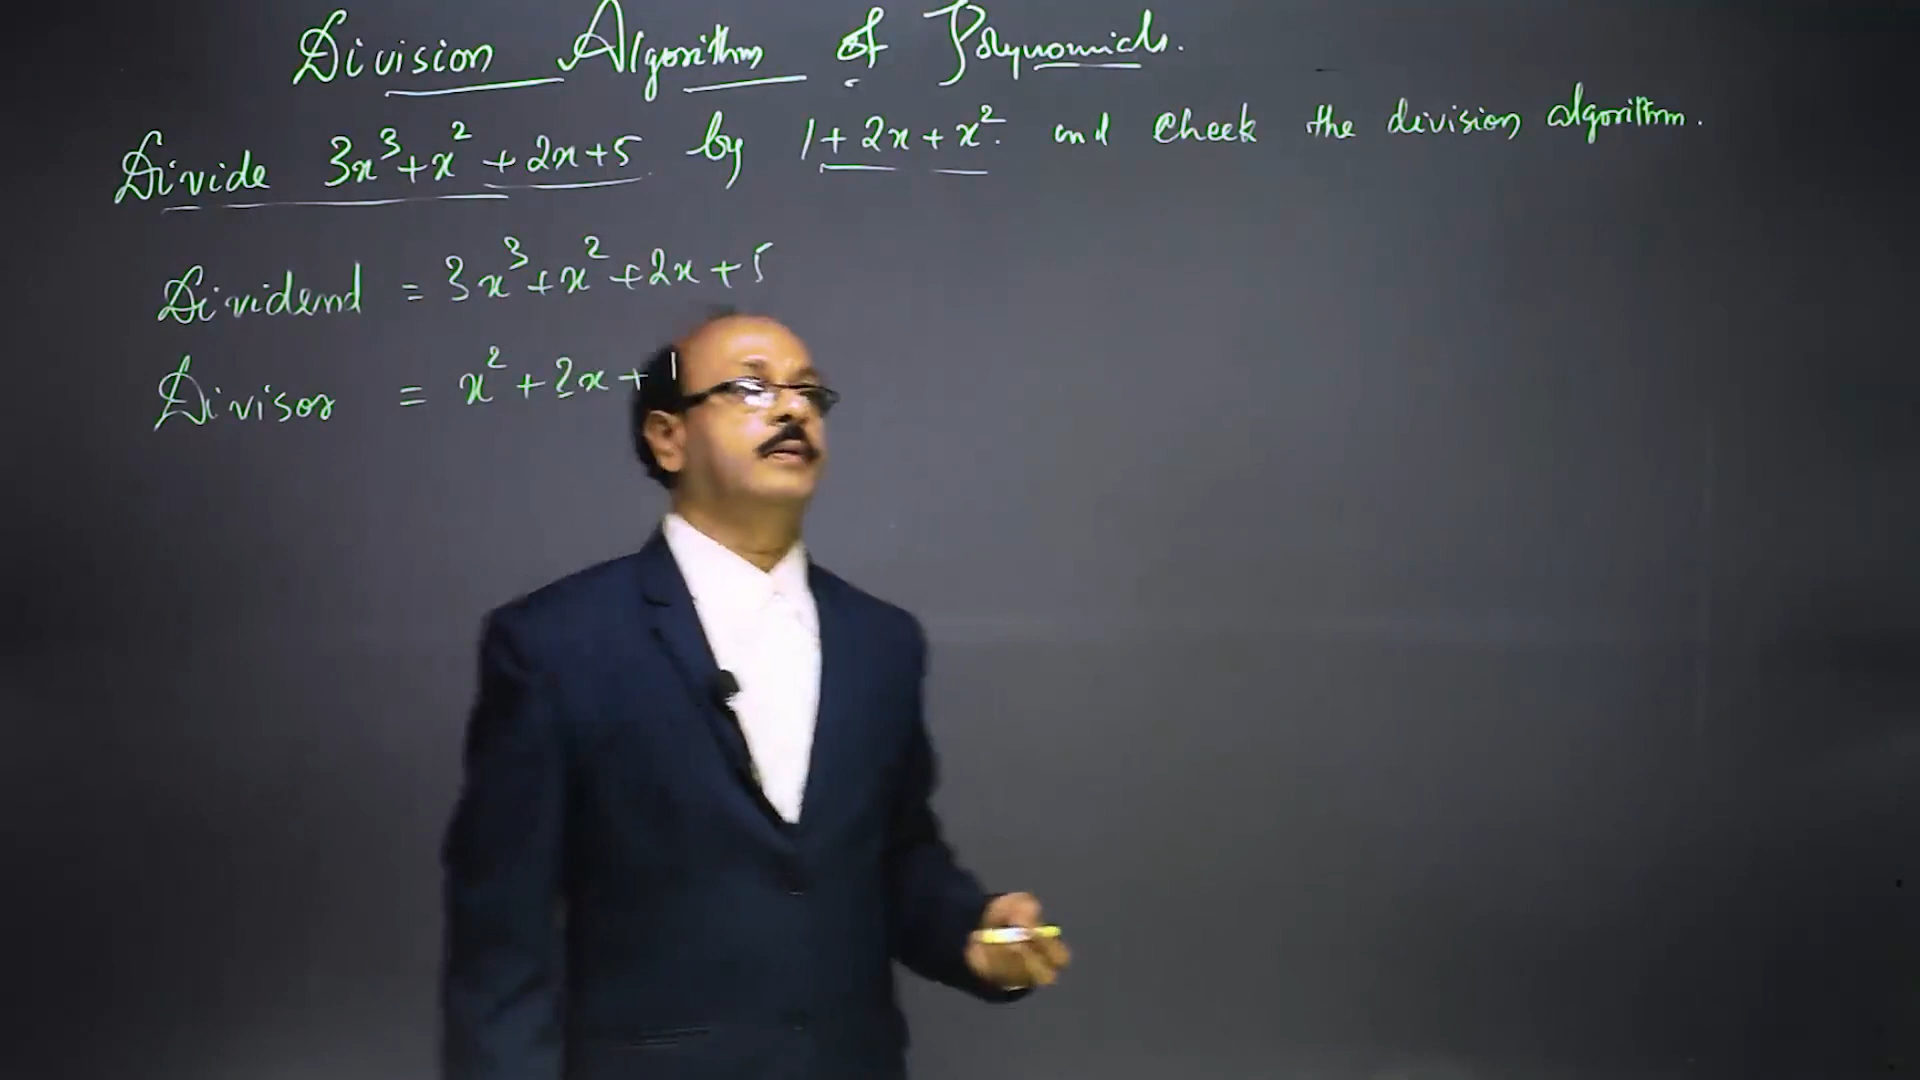 Division Algorithm of Polynomials.
Divide 3x³+x²+2x+5 by 1+2x+x². and check the division algorithm.
Dividend = 3x³+x²+2x+5
Divisor = x²+2x+1